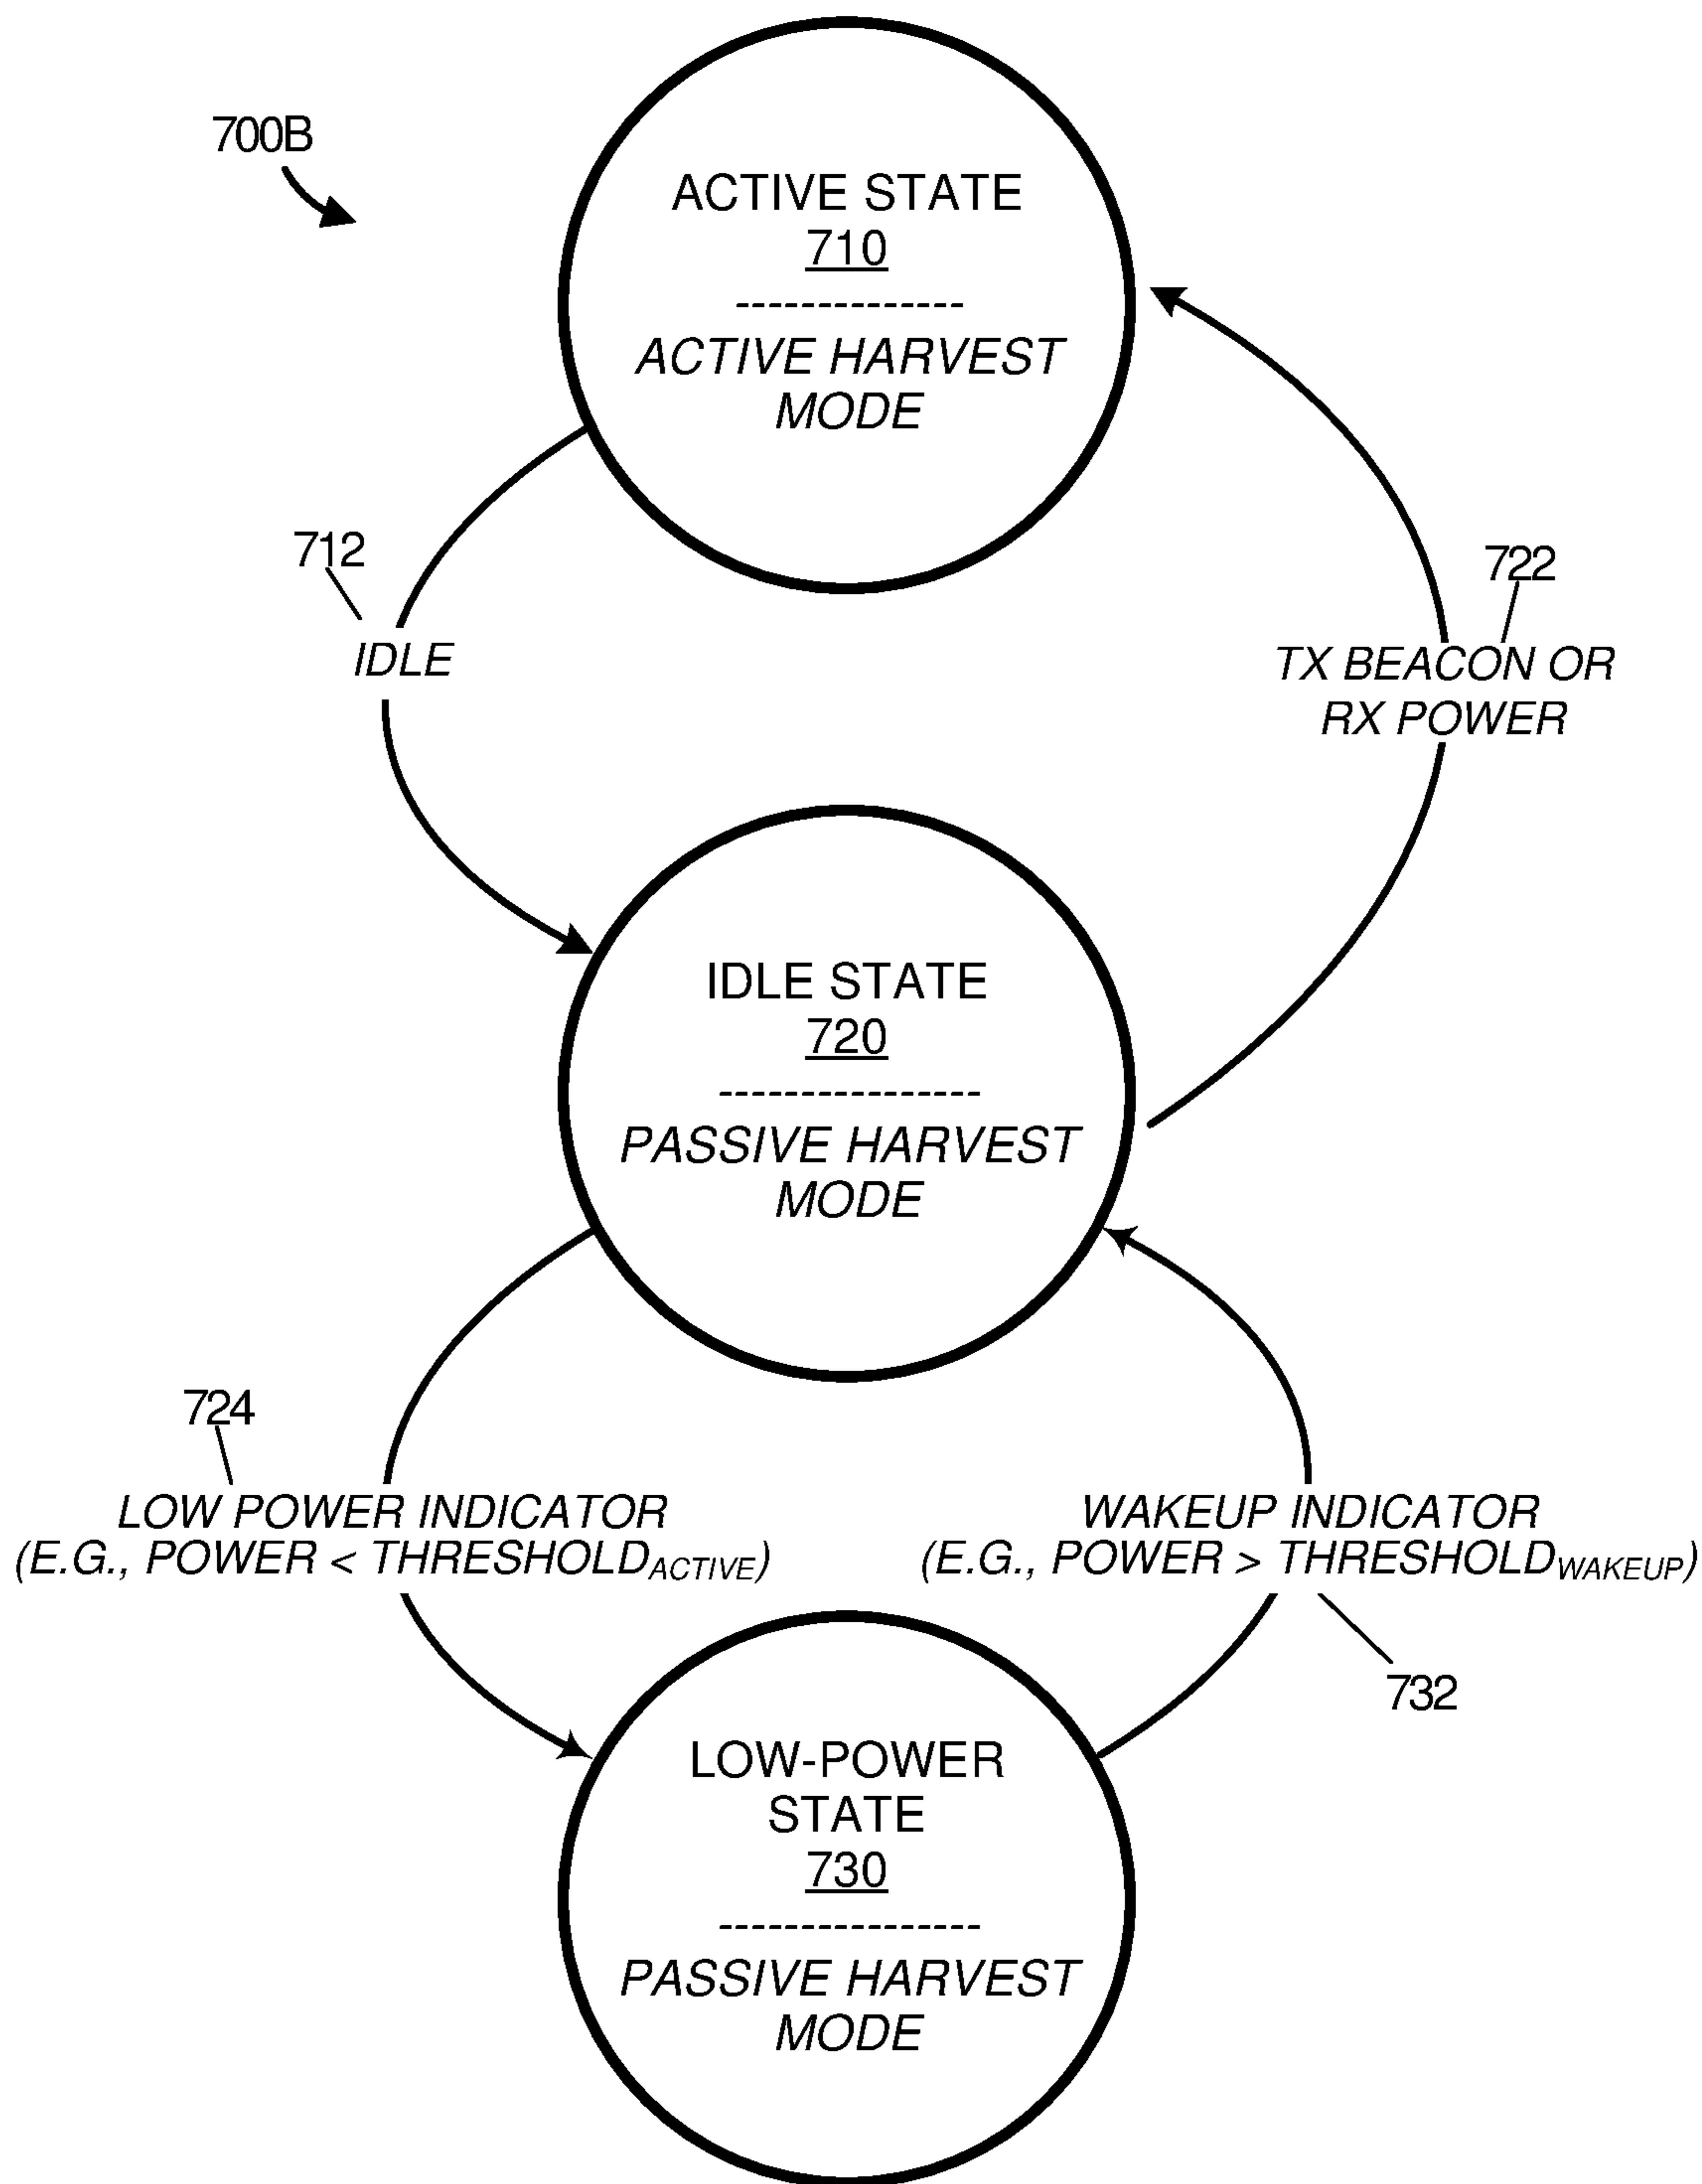 700B
ACTIVE STATE
710
--------------
ACTIVE HARVEST
MODE
712
IDLE
722
TX BEACON OR
RX POWER
IDLE STATE
720
----------------
PASSIVE HARVEST
MODE
724
LOW POWER INDICATOR
(E.G., POWER < THRESHOLDACTIVE)
WAKEUP INDICATOR
(E.G., POWER > THRESHOLDWAKEUP)
732
LOW-POWER
STATE
730
----------------
PASSIVE HARVEST
MODE